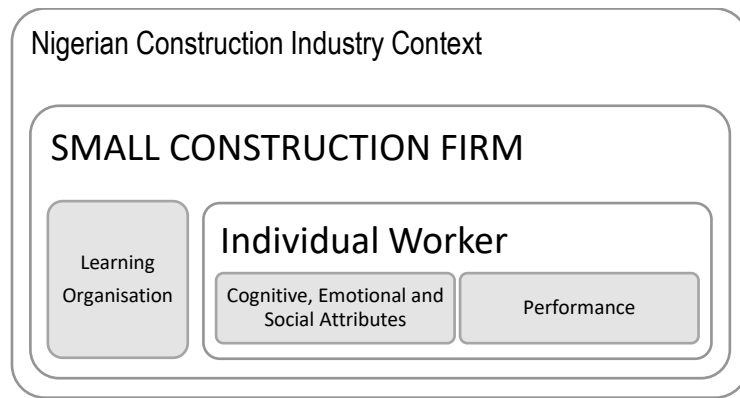 Nigerian Construction Industry Context
SMALL CONSTRUCTION FIRM
Learning
Organisation
Individual Worker
Cognitive, Emotional and
Social Attributes
Performance